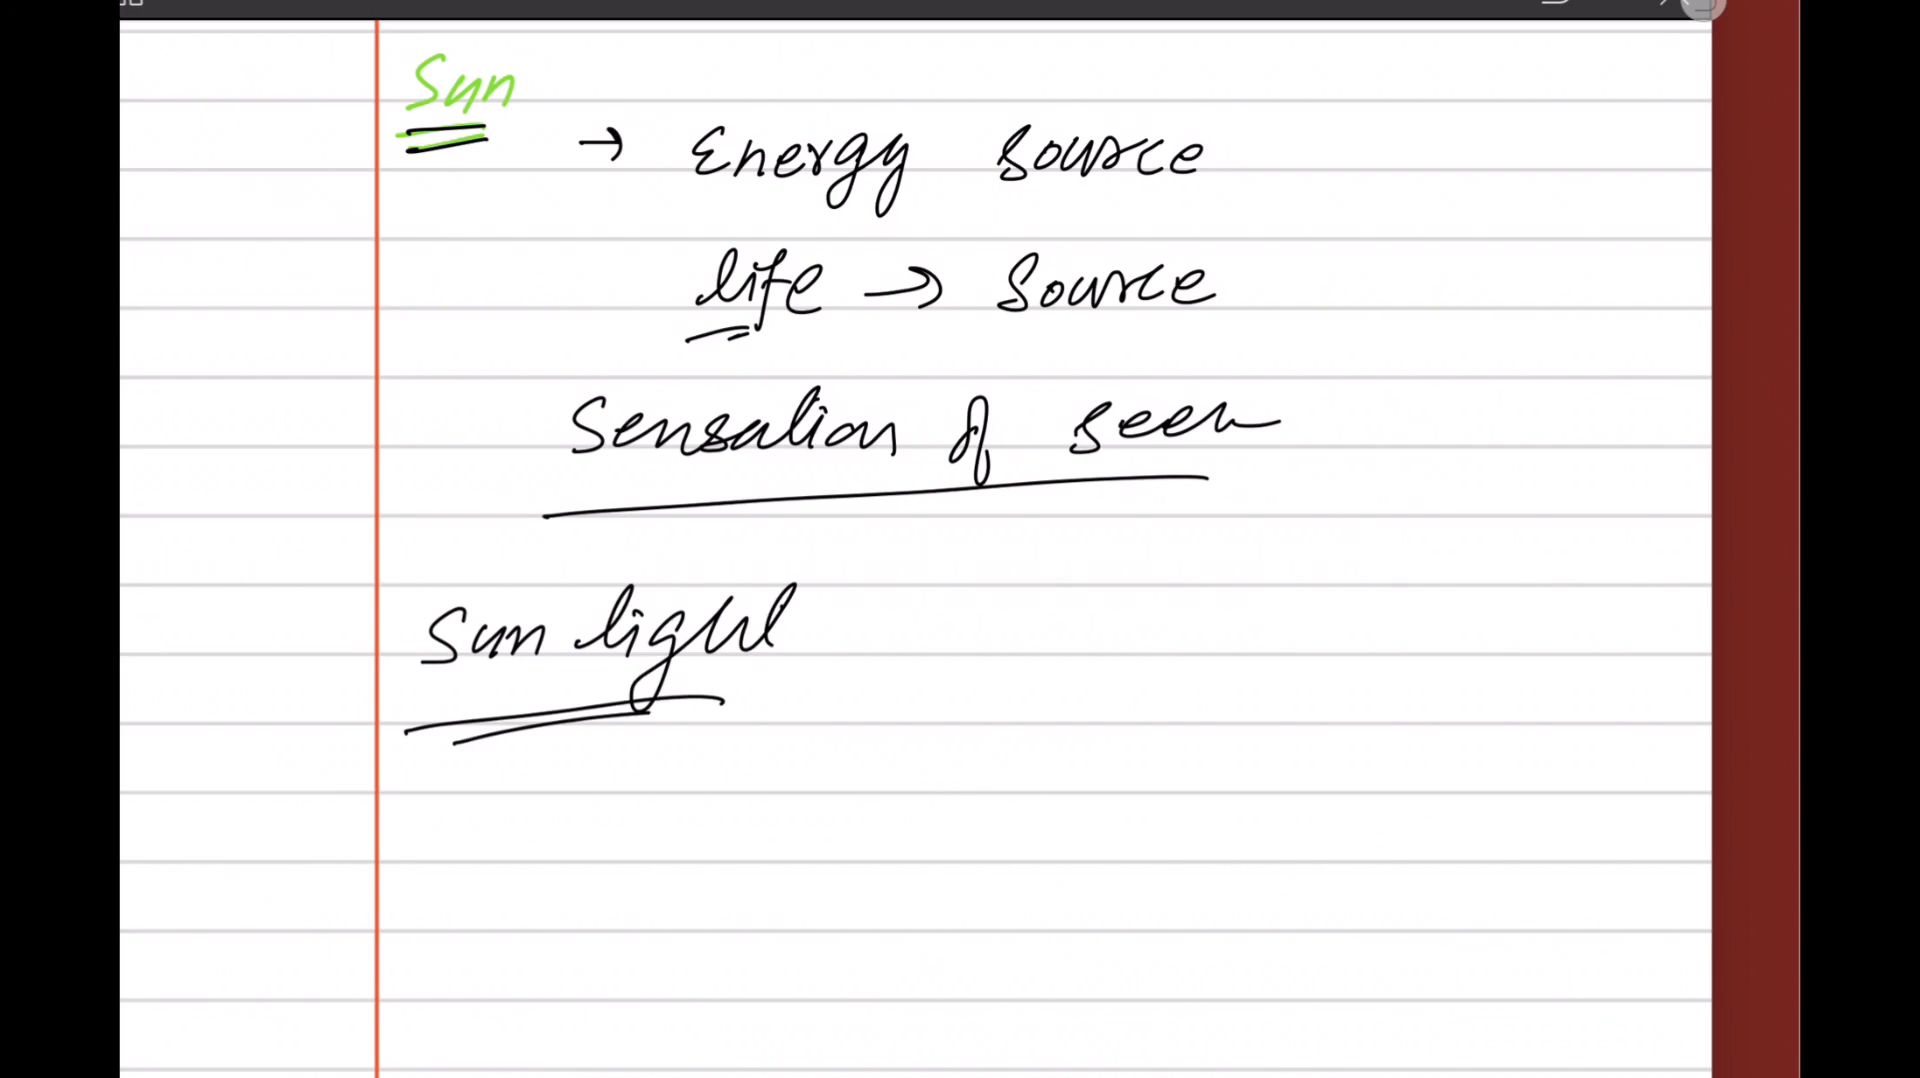 Sun
→ Energy source
life → source
Sensation of seen
Sun light